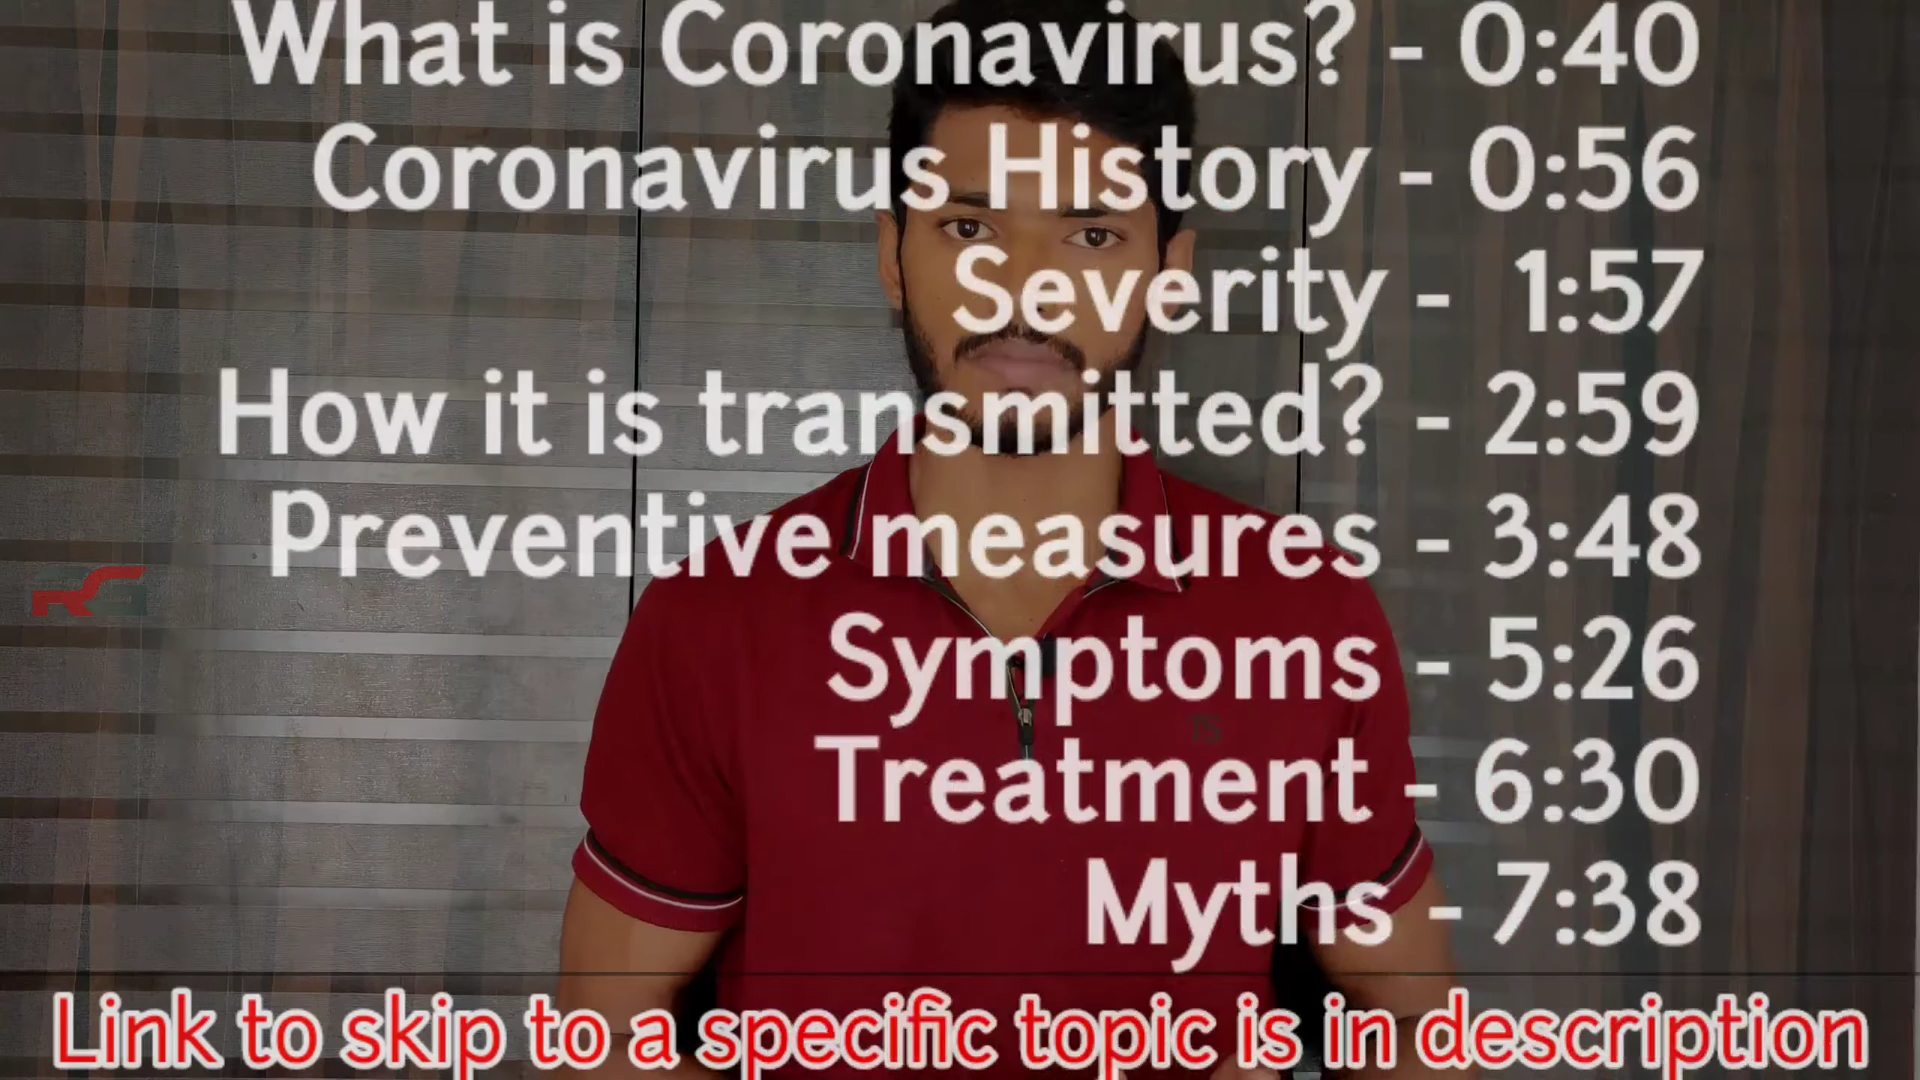 What is Coronavirus? - 0:40
Coronavirus History - 0:56
Severity - 1:57
How it is transmitted? - 2:59
Preventive measures - 3:48
Symptoms - 5:26
Treatment - 6:30
Myths - 7:38
Link to skip to a specific topic is in description